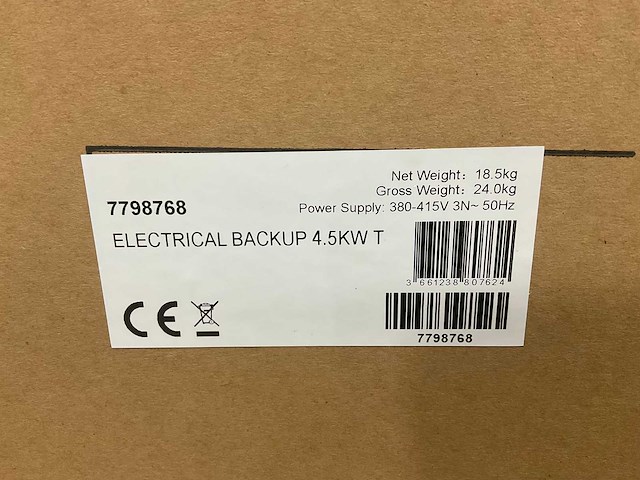 Net Weight: 18.5kg
Gross Weight: 24.0kg
7798768
Power Supply: 380-415V 3N~ 50Hz
ELECTRICAL BACKUP 4.5KW T
3 661238 807624
CE
7798768